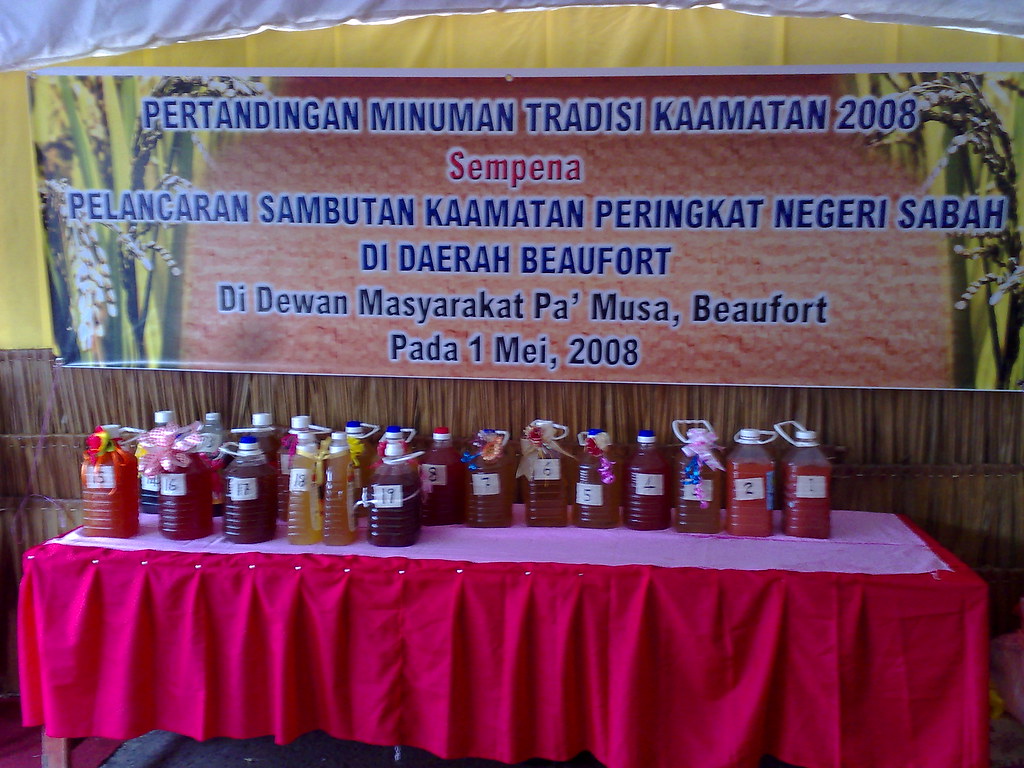 PERTANDINGAN MINUMAN TRADISI KAAMATAN 2008
Sempena
PELANCARAN SAMBUTAN KAAMATAN PERINGKAT NEGERI SABAH
DI DAERAH BEAUFORT
Di Dewan Masyarakat Pa' Musa, Beaufort
Pada 1 Mei, 2008
15
16
17
18
19
8
7
6
5
4
2
1